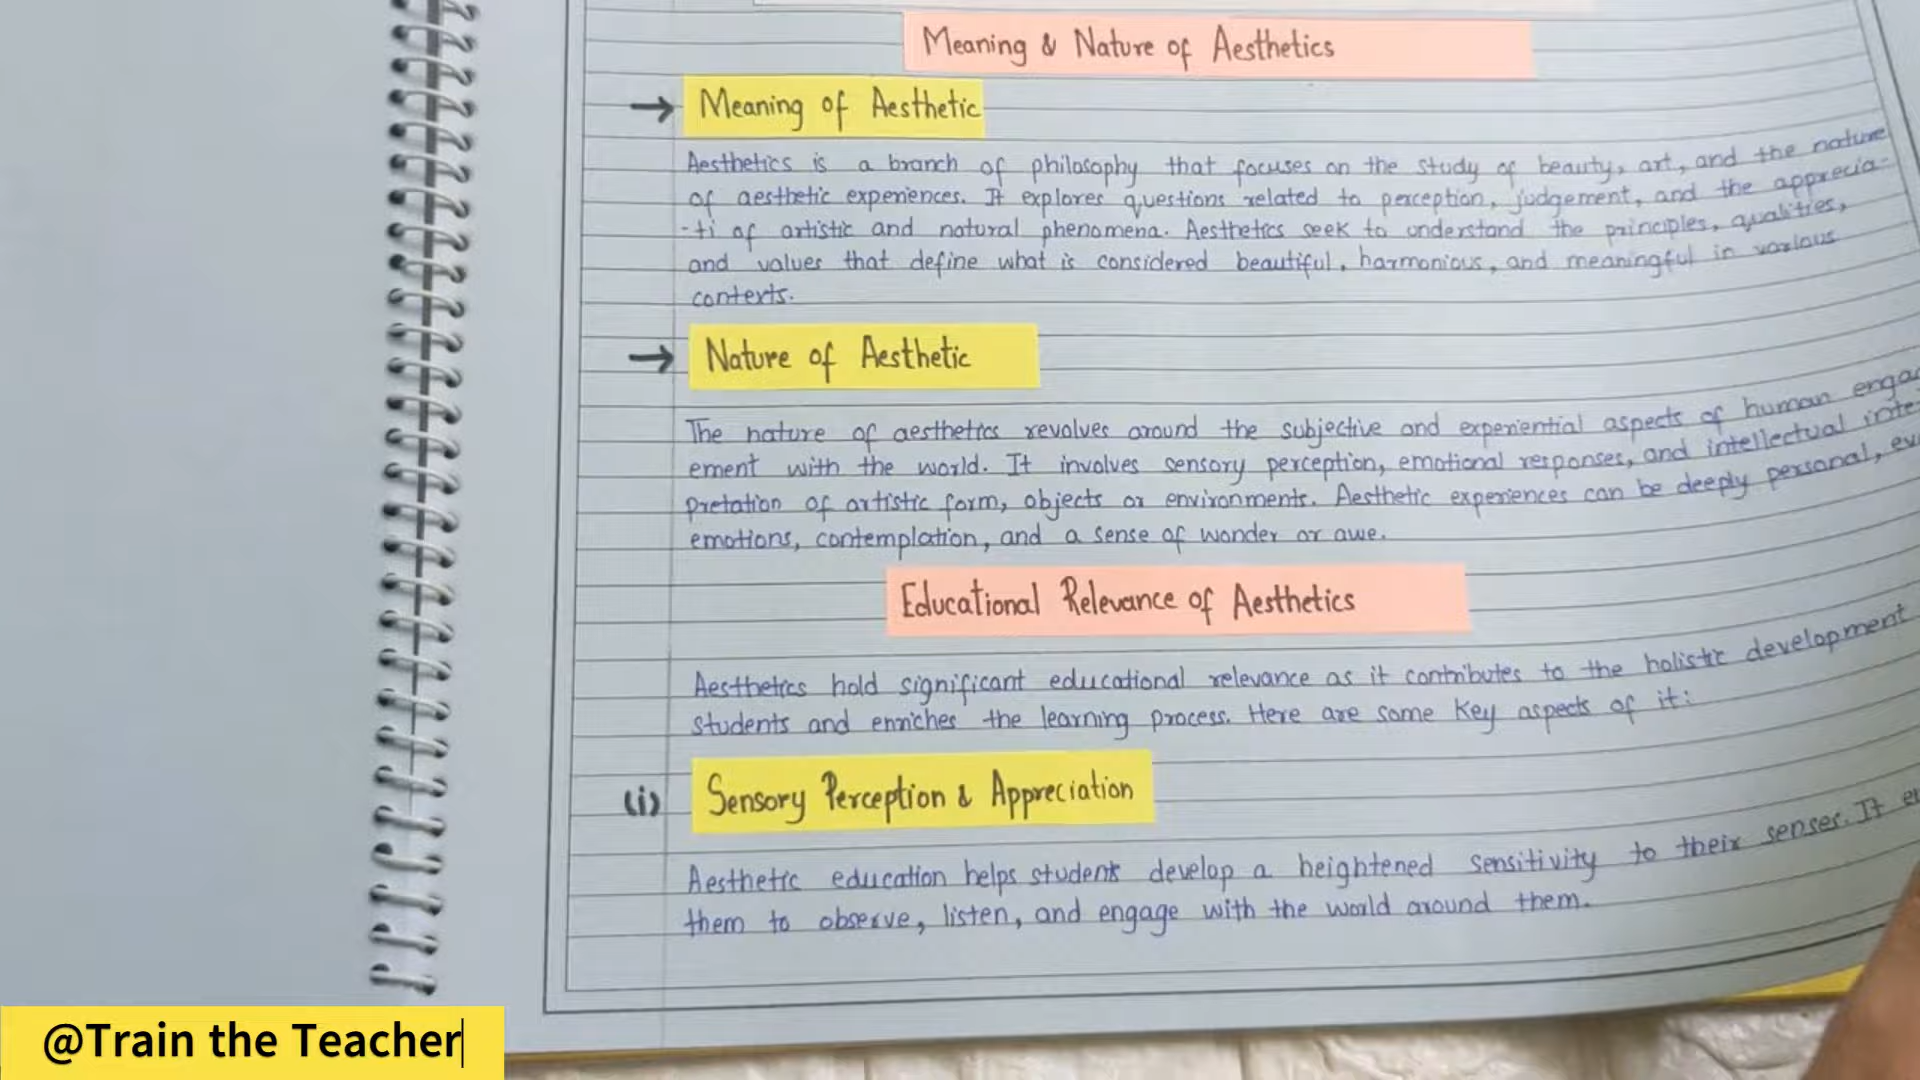 Meaning & Nature of Aesthetics
→ Meaning of Aesthetic
Aesthetics is a branch of philosophy that focuses on the study of beauty, art, and the nature
of aesthetic experiences. It explores questions related to perception, judgement, and the apprecia-
-ti of artistic and natural phenomena. Aesthetics seek to understand the principles, qualities,
and values that define what is considered beautiful, harmonious, and meaningful in various
contexts.
→ Nature of Aesthetic
The nature of aesthetics revolves around the subjective and experiential aspects of human enga
ement with the world. It involves sensory perception, emotional responses, and intellectual inte
pretation of artistic form, objects or environments. Aesthetic experiences can be deeply personal, ev
emotions, contemplation, and a sense of wonder or awe.
Educational Relevance of Aesthetics
Aesthetics hold significant educational relevance as it contributes to the holistic development
students and enriches the learning process. Here are some key aspects of it:
(i) Sensory Perception & Appreciation
Aesthetic education helps students develop a heightened sensitivity to their senses. It e
them to observe, listen, and engage with the world around them.
@Train the Teacher